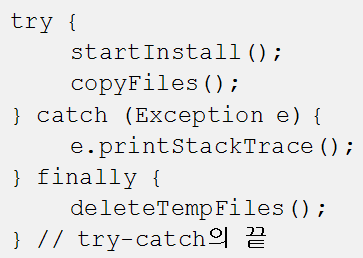 try {
    startInstall();
    copyFiles();
} catch (Exception e) {
    e.printStackTrace();
} finally {
    deleteTempFiles();
} // try-catch의 끝